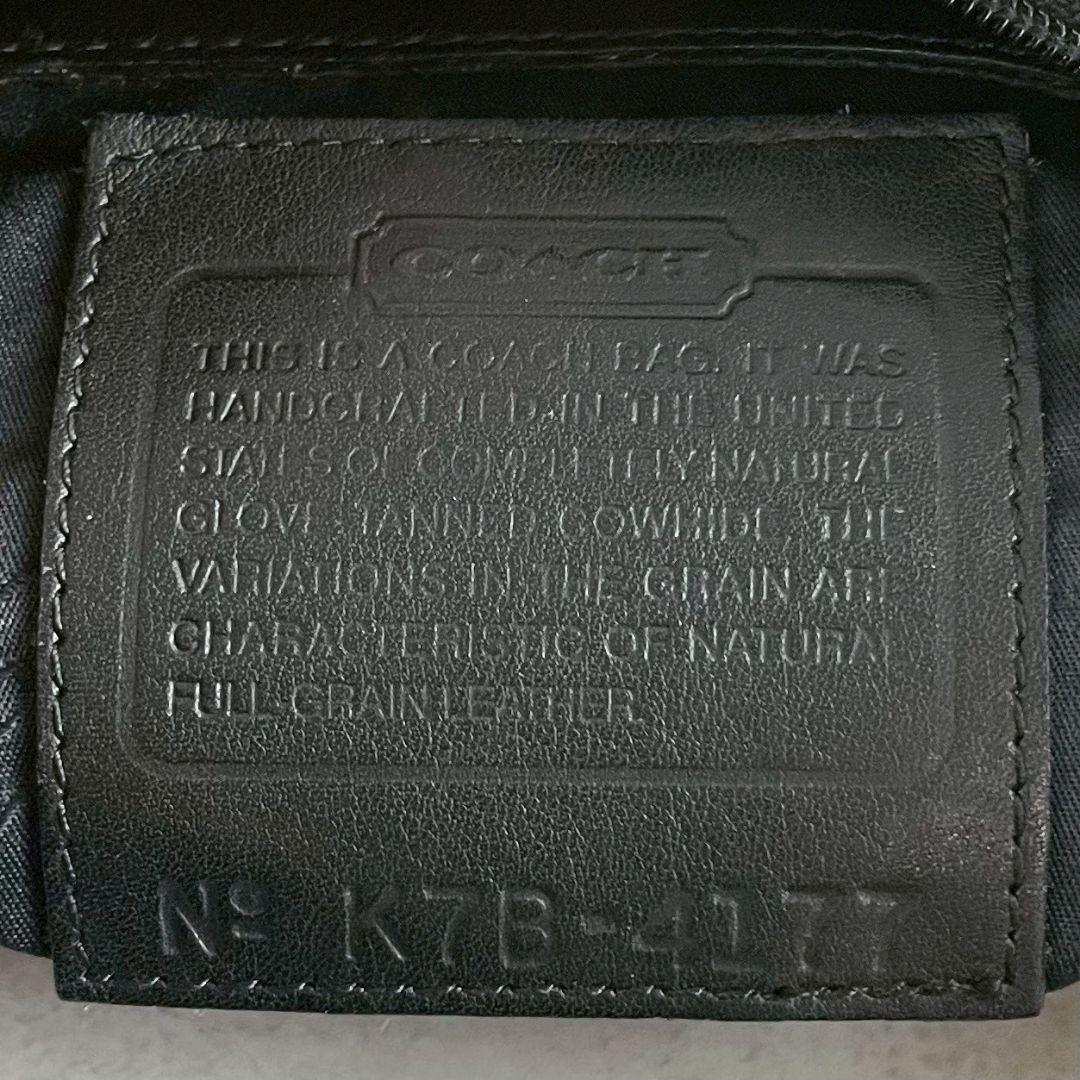 COACH
THIS IS A COACH BAG. IT WAS
HANDCRAFTED IN THE UNITED
STATES OF COMPLETELY NATURAL
GLOVE TANNED COWHIDE. THE
VARIATIONS IN THE GRAIN ARE
CHARACTERISTIC OF NATURAL
FULL GRAIN LEATHER.
Nº K7B-4177